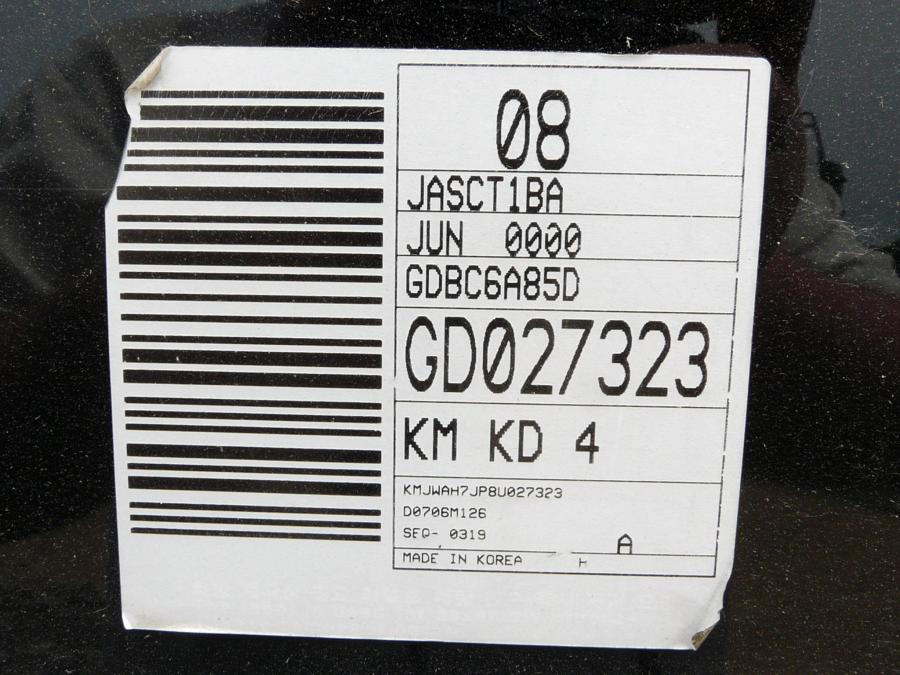 08
JASCT1BA
JUN 0000
GDBC6A85D
GD027323
KM KD 4
KMJWAH7JP8U027323
D0706M126
SEQ- 0319
A
MADE IN KOREA
H